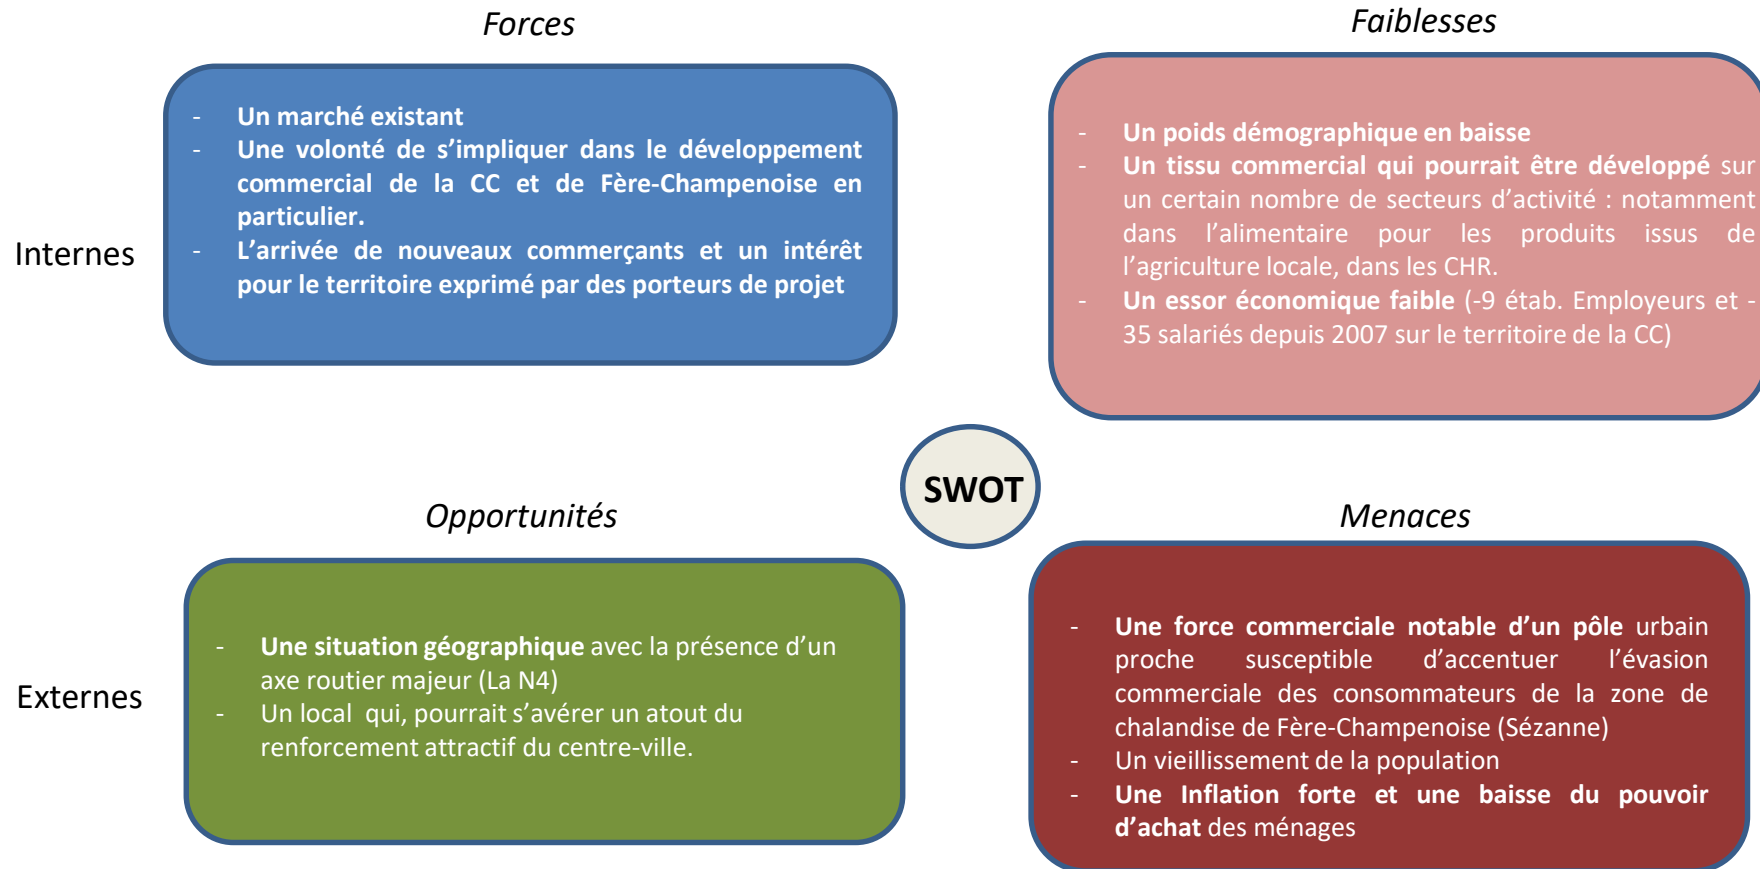 Forces
Internes
- Un marché existant
- Une volonté de s’impliquer dans le développement
commercial de la CC et de Fère-Champenoise en
particulier.
- L’arrivée de nouveaux commerçants et un intérêt
pour le territoire exprimé par des porteurs de projet
Faiblesses
- Un poids démographique en baisse
- Un tissu commercial qui pourrait être développé sur
un certain nombre de secteurs d’activité : notamment
dans l’alimentaire pour les produits issus de
l’agriculture locale, dans les CHR.
- Un essor économique faible (-9 étab. Employeurs et -
35 salariés depuis 2007 sur le territoire de la CC)
SWOT
Opportunités
Externes
- Une situation géographique avec la présence d’un
axe routier majeur (La N4)
- Un local qui, pourrait s’avérer un atout du
renforcement attractif du centre-ville.
Menaces
- Une force commerciale notable d’un pôle urbain
proche susceptible d’accentuer l’évasion
commerciale des consommateurs de la zone de
chalandise de Fère-Champenoise (Sézanne)
- Un vieillissement de la population
- Une Inflation forte et une baisse du pouvoir
d’achat des ménages